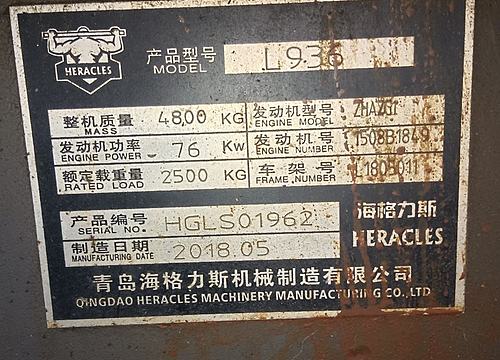 HERACLES
产品型号 L936
MODEL
整机质量 4800 KG
MASS
发动机型号 ZHAZG1
ENGINE MODEL
发动机功率 76 Kw
ENGINE POWER
发动机号 1508B1849
ENGINE NUMBER
额定载重量 2500 KG
RATED LOAD
车架号 L1805011
FRAME NUMBER
产品编号 HGLS01962
SERIAL NO.
制造日期 2018.05
MANUFACTURING DATE
海格力斯
HERACLES
青岛海格力斯机械制造有限公司
QINGDAO HERACLES MACHINERY MANUFACTURING CO.,LTD